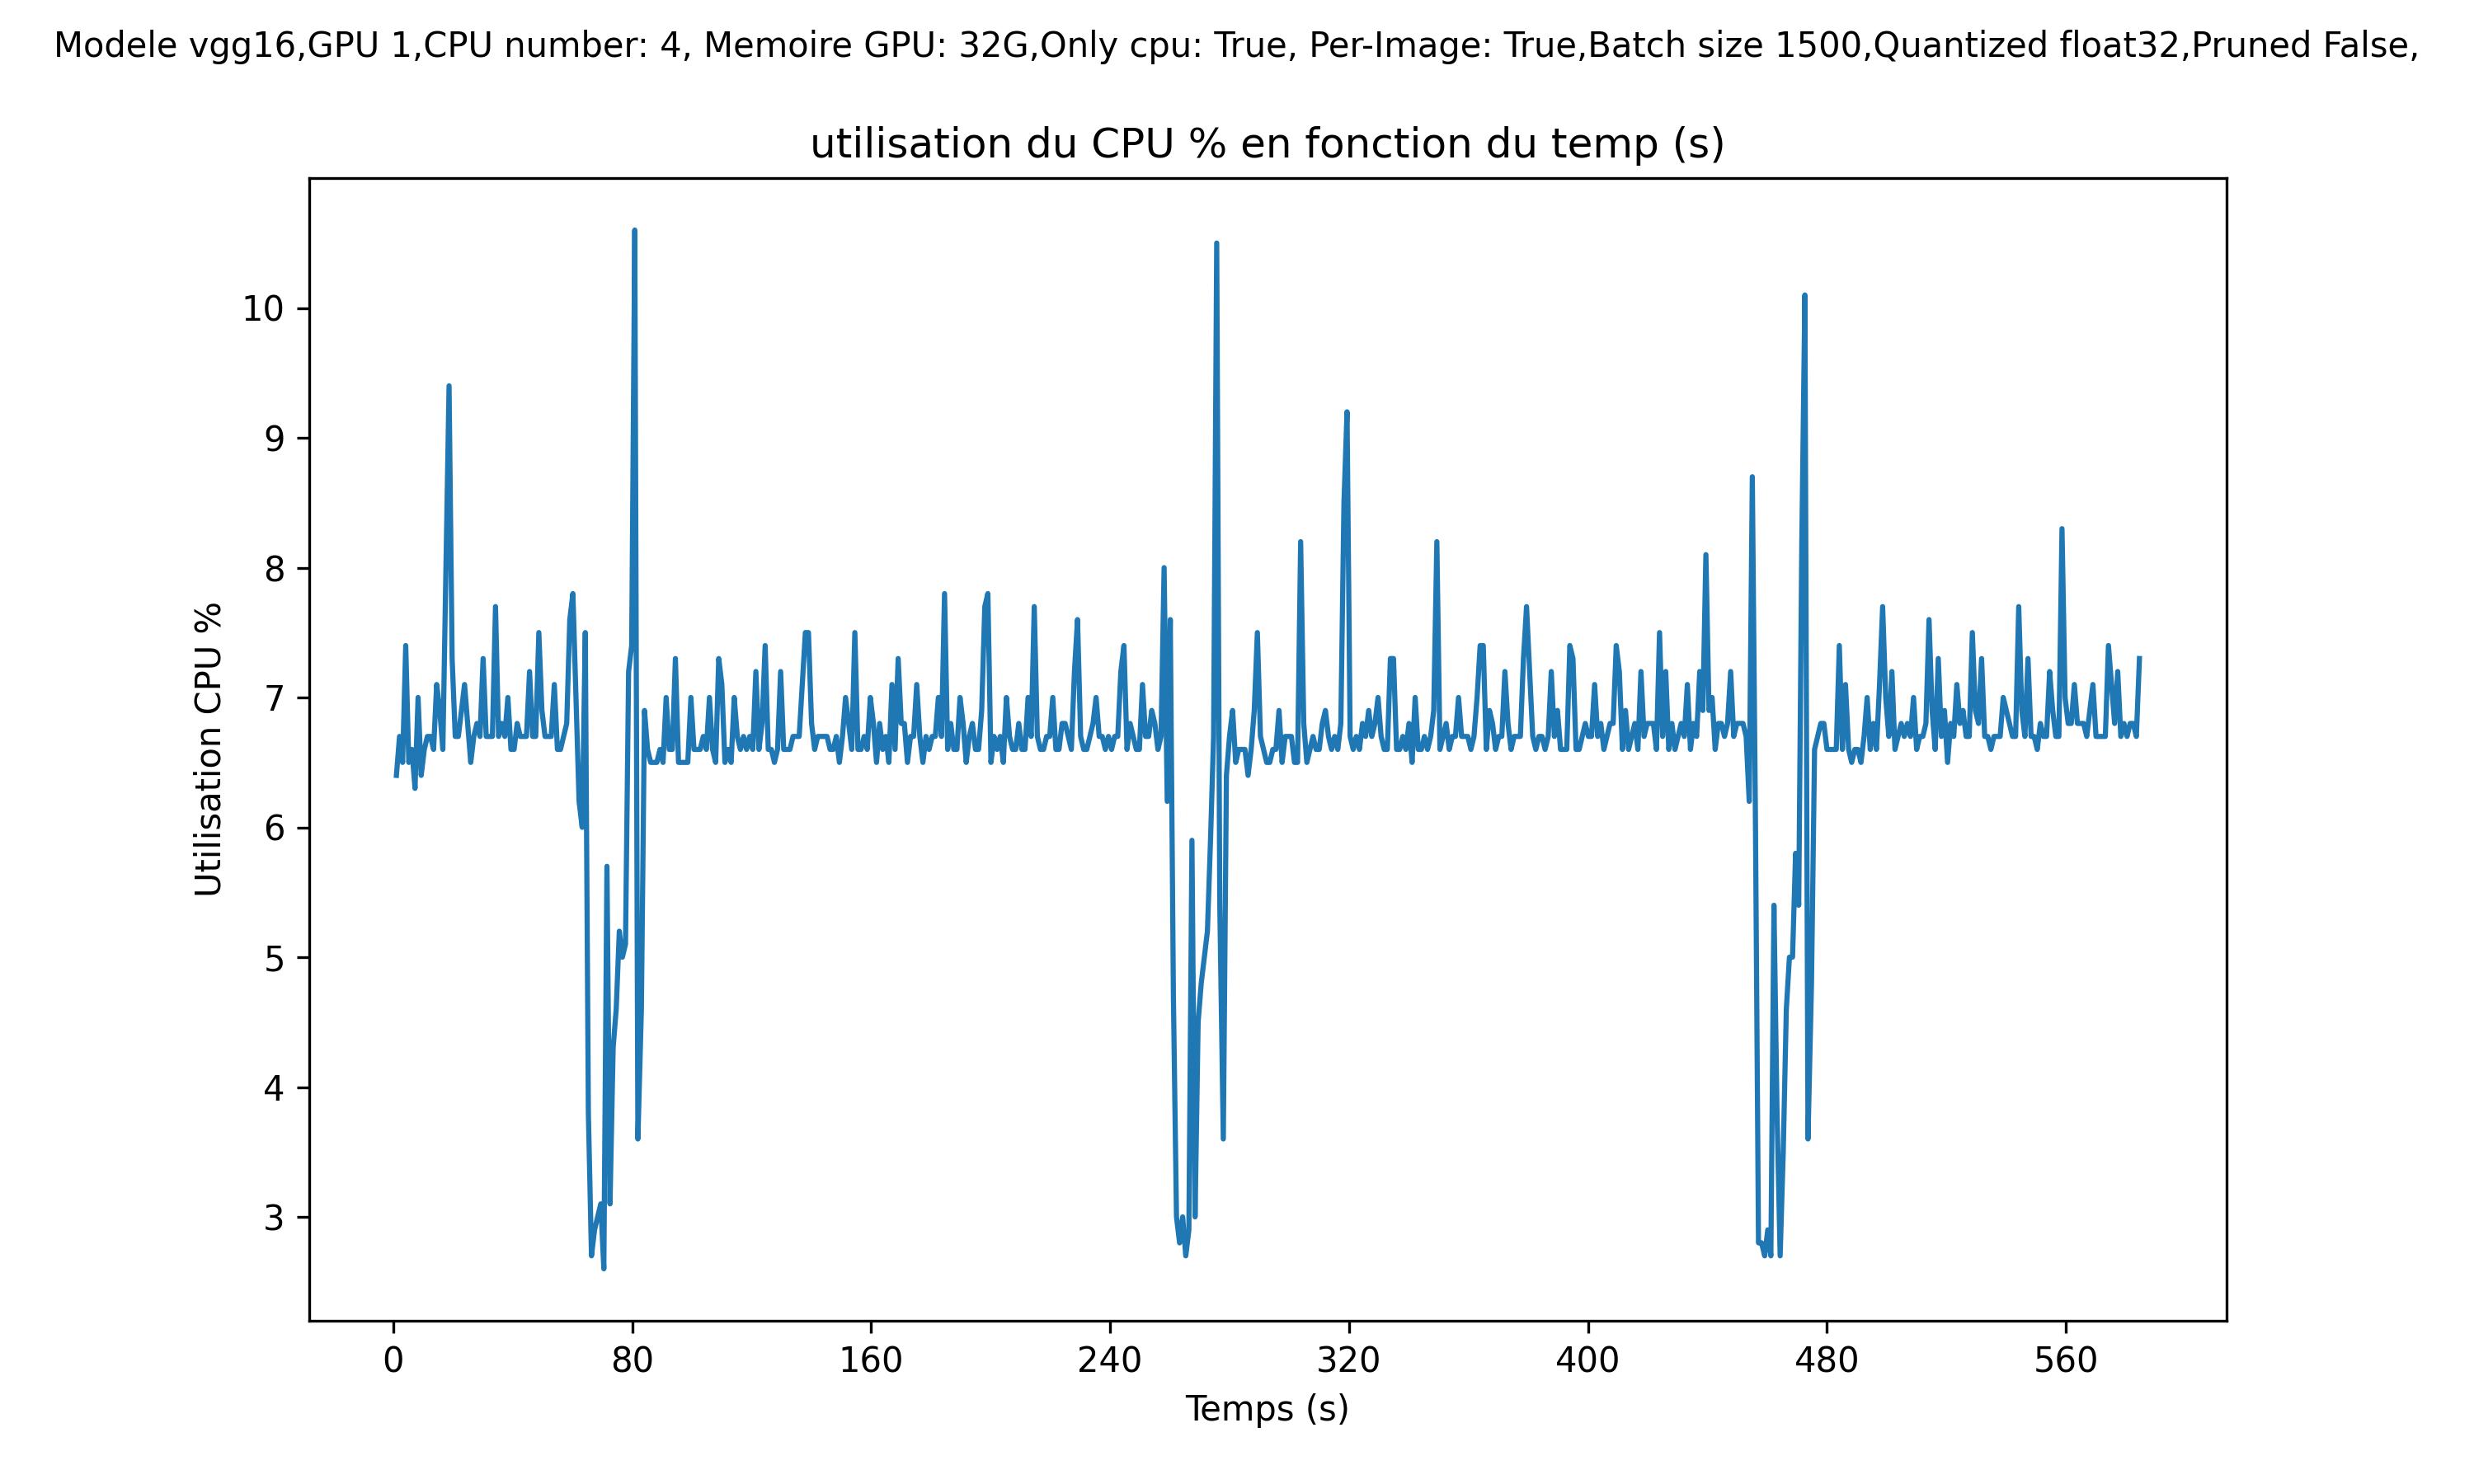 Modele vgg16,GPU 1,CPU number: 4, Memoire GPU: 32G,Only cpu: True, Per-Image: True,Batch size 1500,Quantized float32,Pruned False,
utilisation du CPU % en fonction du temp (s)
Utilisation CPU %
10
9
8
7
6
5
4
3
0 80 160 240 320 400 480 560
Temps (s)